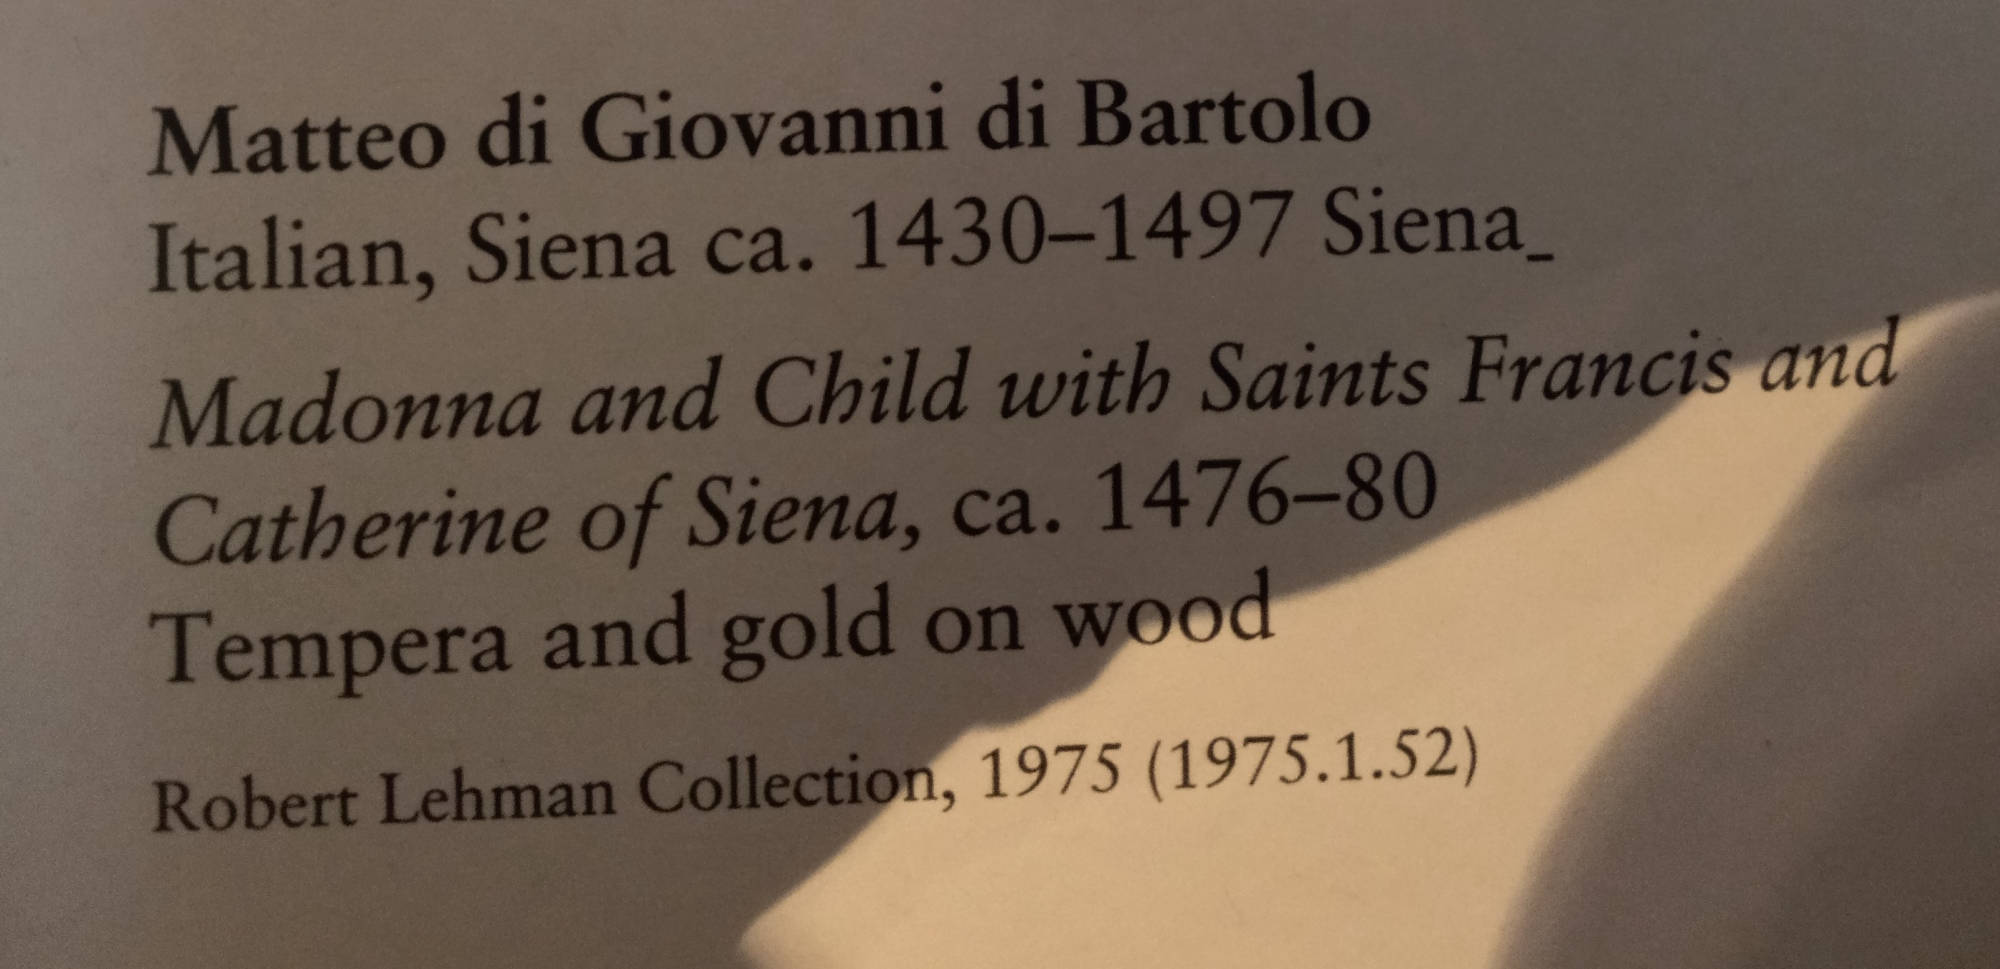 Matteo di Giovanni di Bartolo
Italian, Siena ca. 1430–1497 Siena_
Madonna and Child with Saints Francis and
Catherine of Siena, ca. 1476–80
Tempera and gold on wood
Robert Lehman Collection, 1975 (1975.1.52)